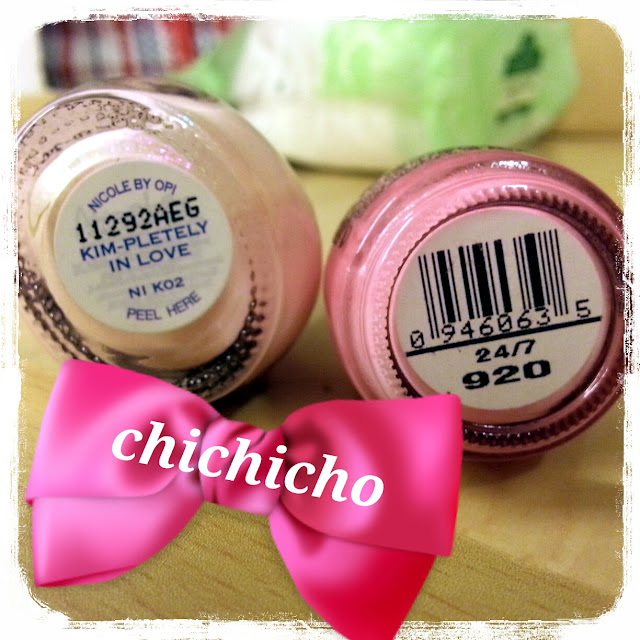 NICOLE BY OPI
11292AEG
KIM-PLETELY
IN LOVE
NI K02
PEEL HERE
0 946063 5
24/7
920
chichicho